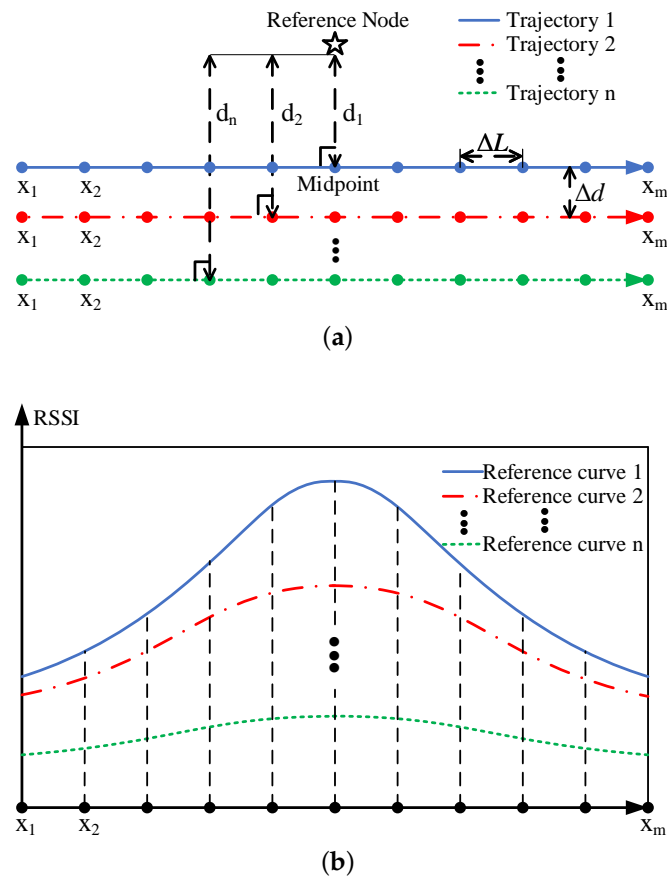 Reference Node
Trajectory 1
Trajectory 2
Trajectory n
dₙ
d₂
d₁
ΔL
x₁
x₂
Midpoint
xₘ
Δd
x₁
x₂
xₘ
x₁
x₂
xₘ
(a)
RSSI
Reference curve 1
Reference curve 2
Reference curve n
x₁
x₂
xₘ
(b)